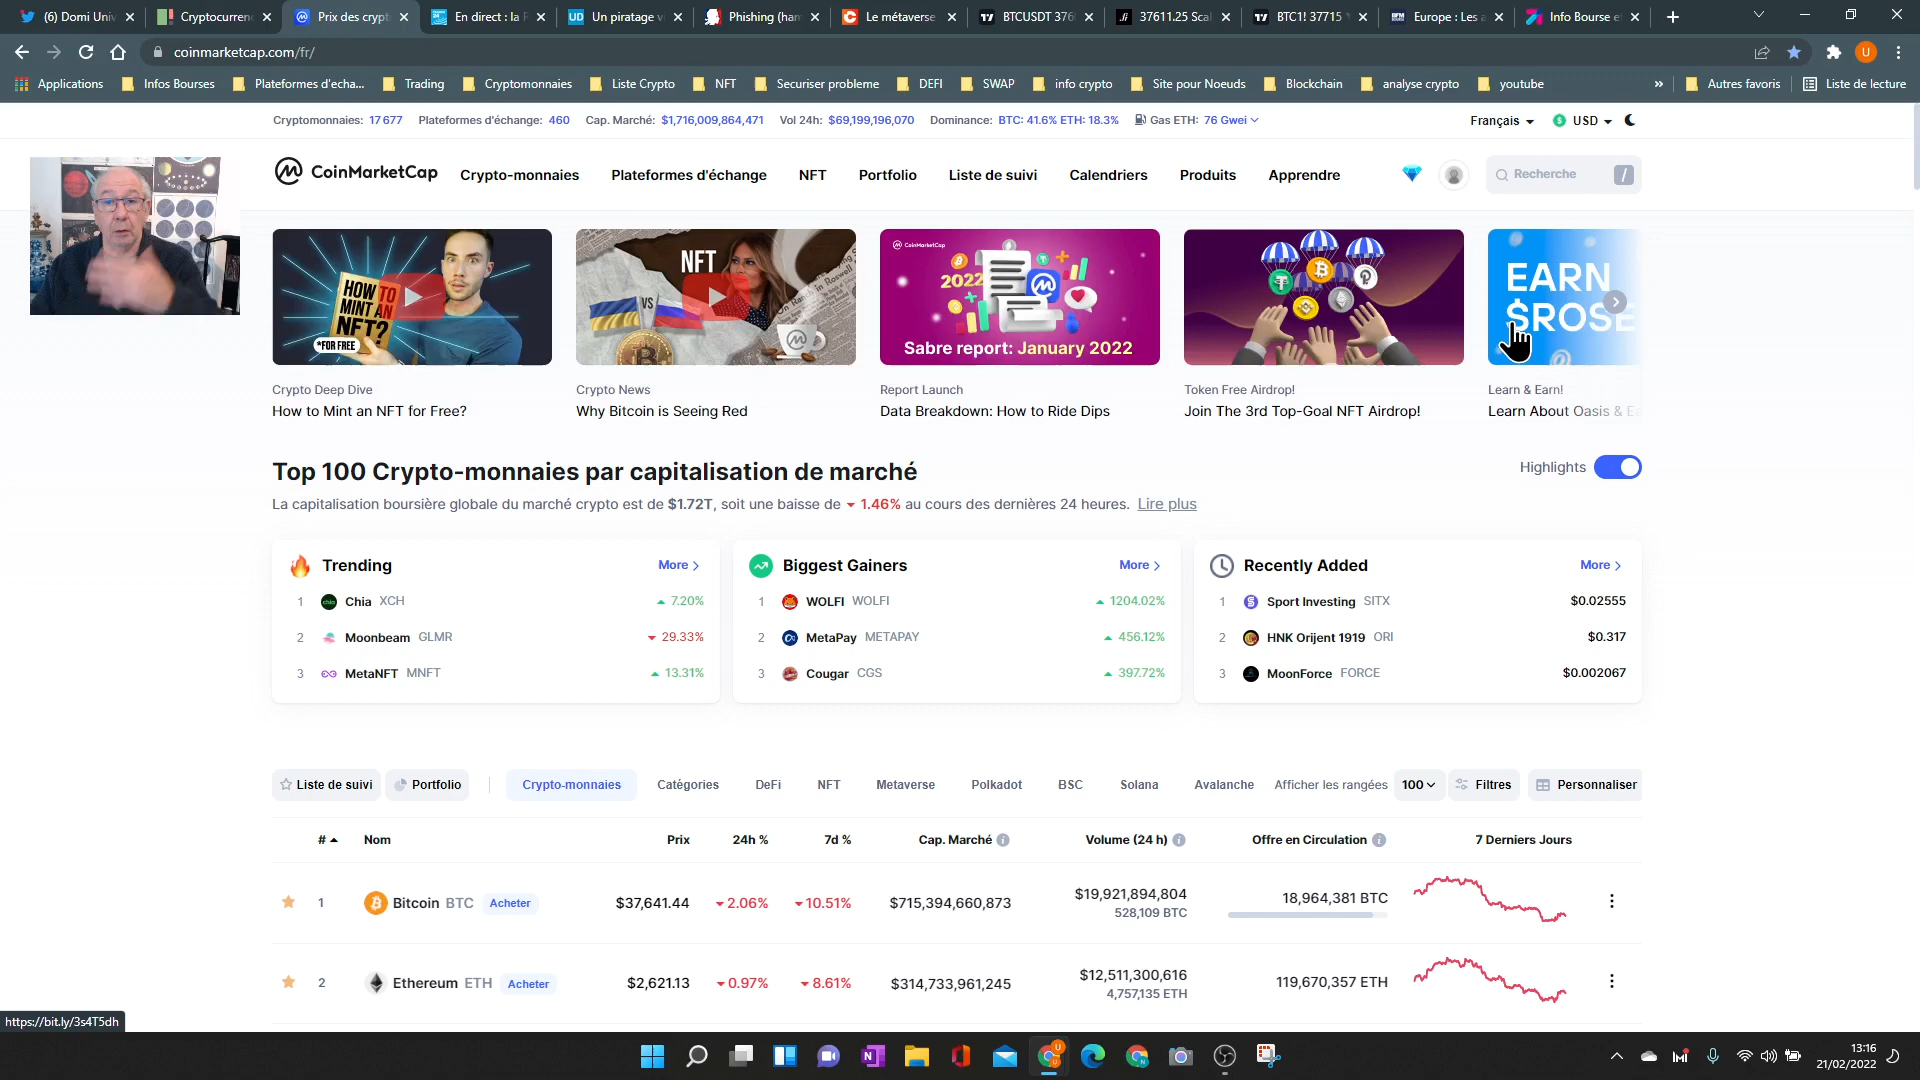 (6) Domi Univ
Cryptocurrenc
Prix des crypt
En direct : la
Un piratage v
Phishing (ham
Le métaverse
BTCUSDT 376
37611.25 Scal
BTC1! 37715
Europe : Les a
Info Bourse e
coinmarketcap.com/fr/
U
Applications
Infos Bourses
Plateformes d'echa...
Trading
Cryptomonnaies
Liste Crypto
NFT
Securiser probleme
DEFI
SWAP
info crypto
Site pour Noeuds
Blockchain
analyse crypto
youtube
»
Autres favoris
Liste de lecture
Cryptomonnaies: 17 677 Plateformes d'échange: 460 Cap. Marché: $1,716,009,864,471 Vol 24h: $69,199,196,070 Dominance: BTC: 41.6% ETH: 18.3% Gas ETH: 76 Gwei
Français
USD
CoinMarketCap
Crypto-monnaies
Plateformes d'échange
NFT
Portfolio
Liste de suivi
Calendriers
Produits
Apprendre
Recherche
/
HOW TO MINT AN NFT?
*FOR FREE
NFT
VS
CoinMarketCap
2022
Sabre report: January 2022
EARN
$ROSE
Crypto Deep Dive
How to Mint an NFT for Free?
Crypto News
Why Bitcoin is Seeing Red
Report Launch
Data Breakdown: How to Ride Dips
Token Free Airdrop!
Join The 3rd Top-Goal NFT Airdrop!
Learn & Earn!
Learn About Oasis & Ea
Top 100 Crypto-monnaies par capitalisation de marché
Highlights
La capitalisation boursière globale du marché crypto est de $1.72T, soit une baisse de 1.46% au cours des dernières 24 heures. Lire plus
Trending
More
1 Chia XCH 7.20%
2 Moonbeam GLMR 29.33%
3 MetaNFT MNFT 13.31%
Biggest Gainers
More
1 WOLFI WOLFI 1204.02%
2 MetaPay METAPAY 456.12%
3 Cougar CGS 397.72%
Recently Added
More
1 Sport Investing SITX $0.02555
2 HNK Orijent 1919 ORI $0.317
3 MoonForce FORCE $0.002067
Liste de suivi
Portfolio
Crypto-monnaies
Catégories
DeFi
NFT
Metaverse
Polkadot
BSC
Solana
Avalanche
Afficher les rangées
100
Filtres
Personnaliser
# Nom Prix 24h % 7d % Cap. Marché Volume (24 h) Offre en Circulation 7 Derniers Jours
1 Bitcoin BTC Acheter $37,641.44 2.06% 10.51% $715,394,660,873 $19,921,894,804 18,964,381 BTC
528,109 BTC
2 Ethereum ETH Acheter $2,621.13 0.97% 8.61% $314,733,961,245 $12,511,300,616 119,670,357 ETH
4,757,135 ETH
https://bit.ly/3s4T5dh
13:16
21/02/2022